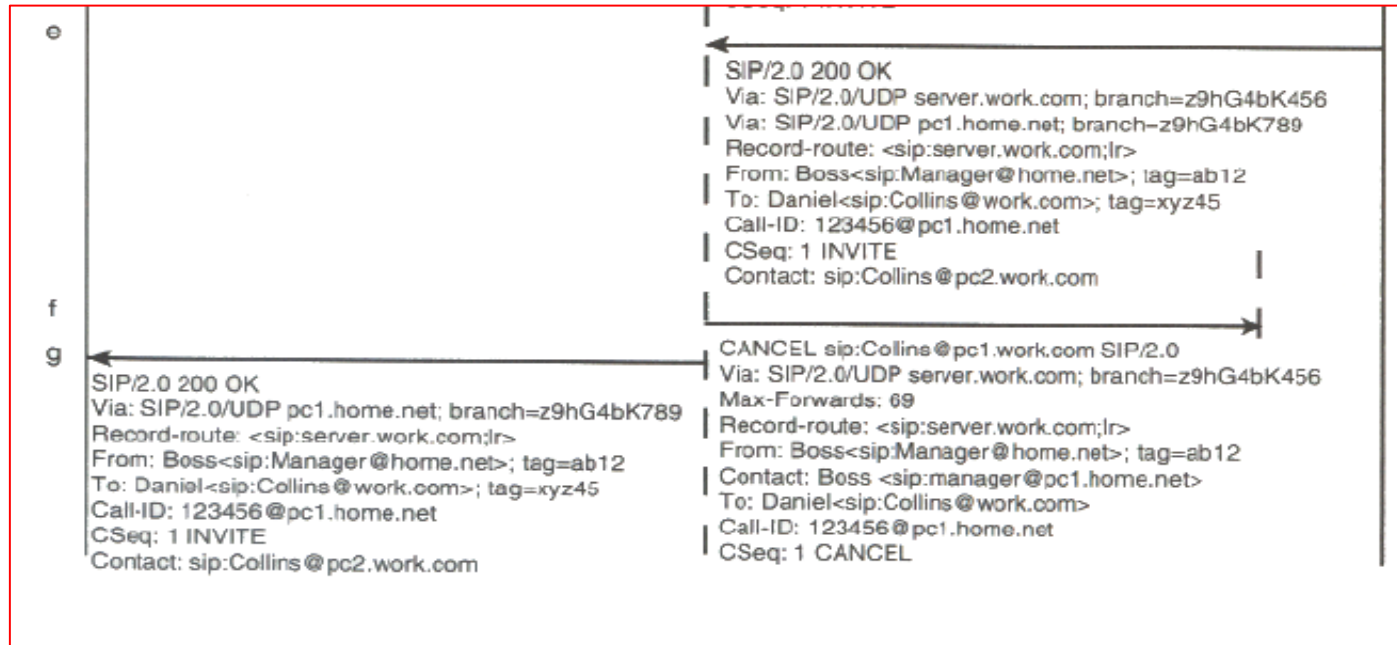 e
SIP/2.0 200 OK
Via: SIP/2.0/UDP server.work.com; branch=z9hG4bK456
Via: SIP/2.0/UDP pc1.home.net; branch=z9hG4bK789
Record-route: <sip:server.work.com;lr>
From: Boss<sip:Manager@home.net>; tag=ab12
To: Daniel<sip:Collins@work.com>; tag=xyz45
Call-ID: 123456@pc1.home.net
CSeq: 1 INVITE
Contact: sip:Collins@pc2.work.com
f
CANCEL sip:Collins@pc1.work.com SIP/2.0
Via: SIP/2.0/UDP server.work.com; branch=z9hG4bK456
Max-Forwards: 69
Record-route: <sip:server.work.com;lr>
From: Boss<sip:Manager@home.net>; tag=ab12
Contact: Boss <sip:manager@pc1.home.net>
To: Daniel<sip:Collins@work.com>
Call-ID: 123456@pc1.home.net
CSeq: 1 CANCEL
g
SIP/2.0 200 OK
Via: SIP/2.0/UDP pc1.home.net; branch=z9hG4bK789
Record-route: <sip:server.work.com;lr>
From: Boss<sip:Manager@home.net>; tag=ab12
To: Daniel<sip:Collins@work.com>; tag=xyz45
Call-ID: 123456@pc1.home.net
CSeq: 1 INVITE
Contact: sip:Collins@pc2.work.com